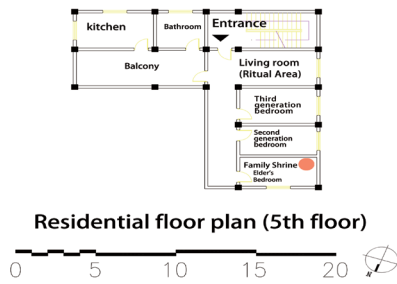 kitchen
Bathroom
Entrance
Balcony
Living room
(Ritual Area)
Third
generation
bedroom
Second
generation
bedroom
Family Shrine
Elder's
Bedroom
Residential floor plan (5th floor)
0 5 10 15 20
N